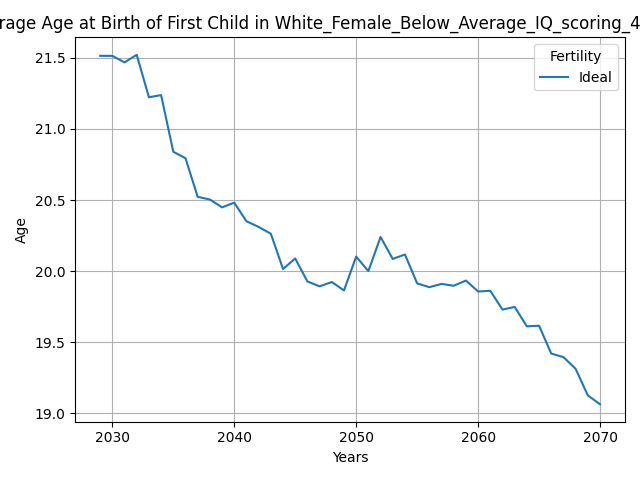 rage Age at Birth of First Child in White_Female_Below_Average_IQ_scoring_4
Fertility
Ideal
21.5
21.0
20.5
20.0
19.5
19.0
Age
2030 2040 2050 2060 2070
Years